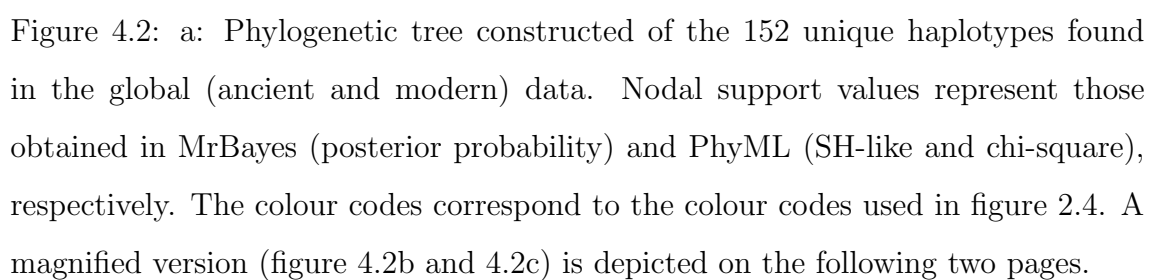 Figure 4.2: a: Phylogenetic tree constructed of the 152 unique haplotypes found
in the global (ancient and modern) data. Nodal support values represent those
obtained in MrBayes (posterior probability) and PhyML (SH-like and chi-square),
respectively. The colour codes correspond to the colour codes used in figure 2.4. A
magnified version (figure 4.2b and 4.2c) is depicted on the following two pages.